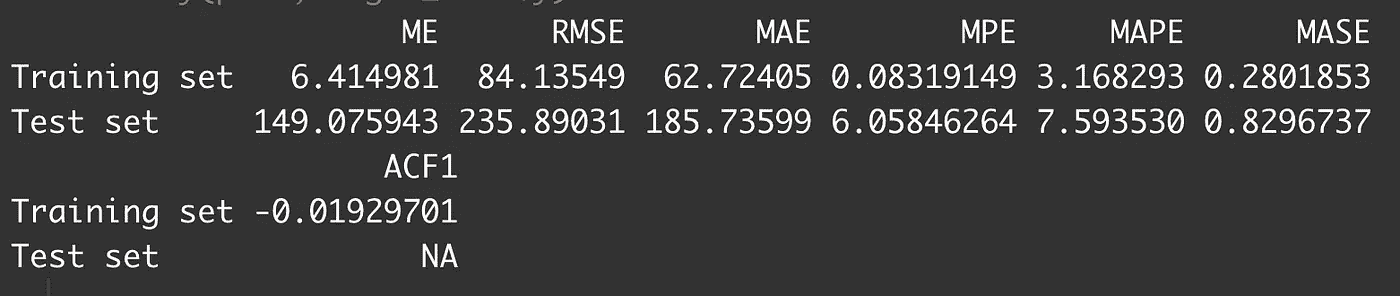 ME RMSE MAE MPE MAPE MASE
Training set 6.414981 84.13549 62.72405 0.08319149 3.168293 0.2801853
Test set 149.075943 235.89031 185.73599 6.05846264 7.593530 0.8296737
ACF1
Training set -0.01929701
Test set NA